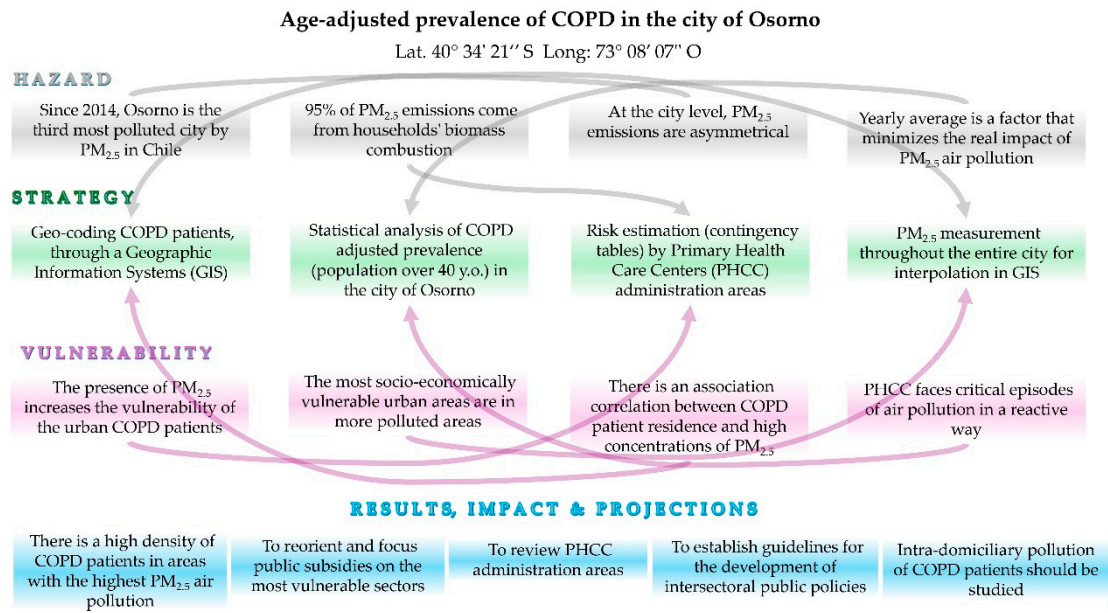 Age-adjusted prevalence of COPD in the city of Osorno
Lat. 40° 34' 21′′ S Long: 73° 08' 07" O
HAZARD
Since 2014, Osorno is the
third most polluted city by
PM2.5 in Chile
95% of PM2.5 emissions come
from households' biomass
combustion
At the city level, PM2.5
emissions are asymmetrical
Yearly average is a factor that
minimizes the real impact of
PM2.5 air pollution
STRATEGY
Geo-coding COPD patients,
through a Geographic
Information Systems (GIS)
Statistical analysis of COPD
adjusted prevalence
(population over 40 y.o.) in
the city of Osorno
Risk estimation (contingency
tables) by Primary Health
Care Centers (PHCC)
administration areas
PM2.5 measurement
throughout the entire city for
interpolation in GIS
VULNERABILITY
The presence of PM2.5
increases the vulnerability of
the urban COPD patients
The most socio-economically
vulnerable urban areas are in
more polluted areas
There is an association
correlation between COPD
patient residence and high
concentrations of PM2.5
PHCC faces critical episodes
of air pollution in a reactive
way
RESULTS, IMPACT & PROJECTIONS
There is a high density of
COPD patients in areas
with the highest PM2.5 air
pollution
To reorient and focus
public subsidies on the
most vulnerable sectors
To review PHCC
administration areas
To establish guidelines for
the development of
intersectoral public policies
Intra-domiciliary pollution
of COPD patients should be
studied